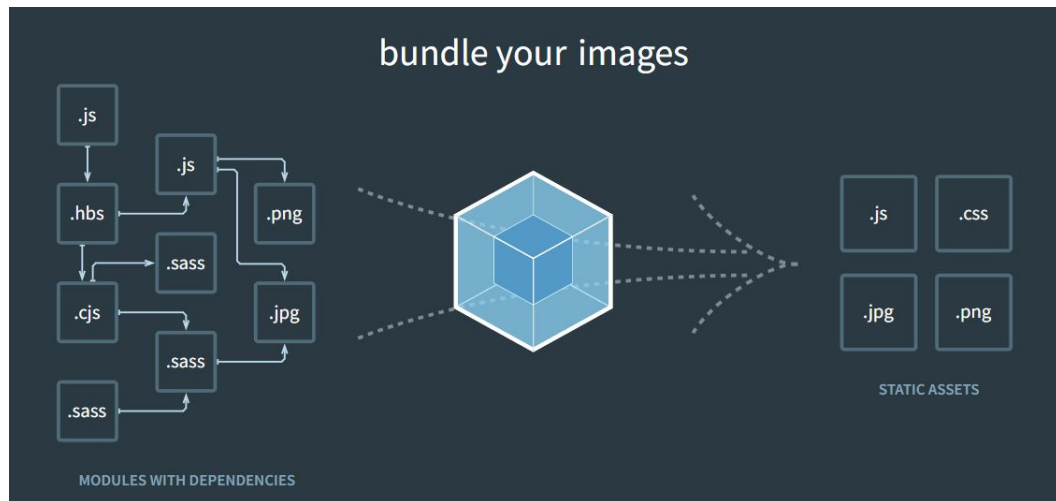 bundle your images
.js
.js
.hbs
.png
.sass
.cjs
.jpg
.sass
.sass
MODULES WITH DEPENDENCIES
.js
.css
.jpg
.png
STATIC ASSETS